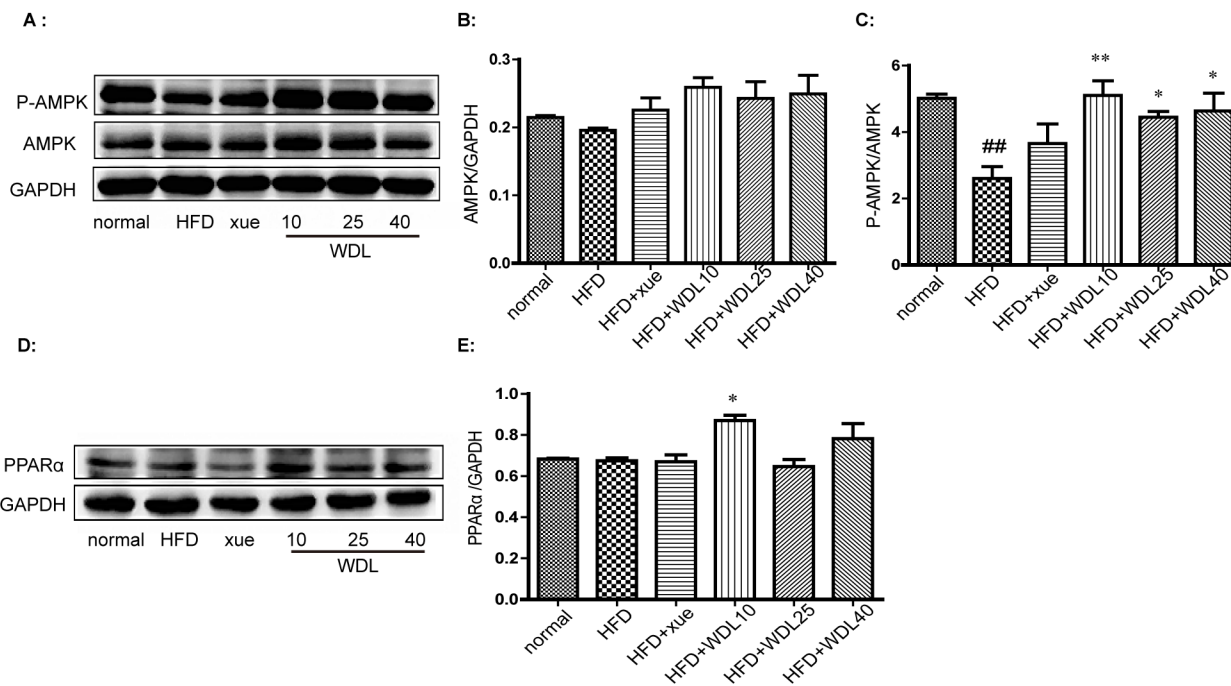 A :
P-AMPK
AMPK
GAPDH
normal HFD xue 10 25 40
WDL
B:
AMPK/GAPDH
0.3
0.2
0.1
0.0
normal
HFD
HFD+xue
HFD+WDL10
HFD+WDL25
HFD+WDL40
C:
P-AMPK/AMPK
6
4
2
0
##
**
*
*
normal
HFD
HFD+xue
HFD+WDL10
HFD+WDL25
HFD+WDL40
D:
PPARα
GAPDH
normal HFD xue 10 25 40
WDL
E:
PPARα /GAPDH
1.0
0.8
0.6
0.4
0.2
0.0
*
normal
HFD
HFD+xue
HFD+WDL10
HFD+WDL25
HFD+WDL40